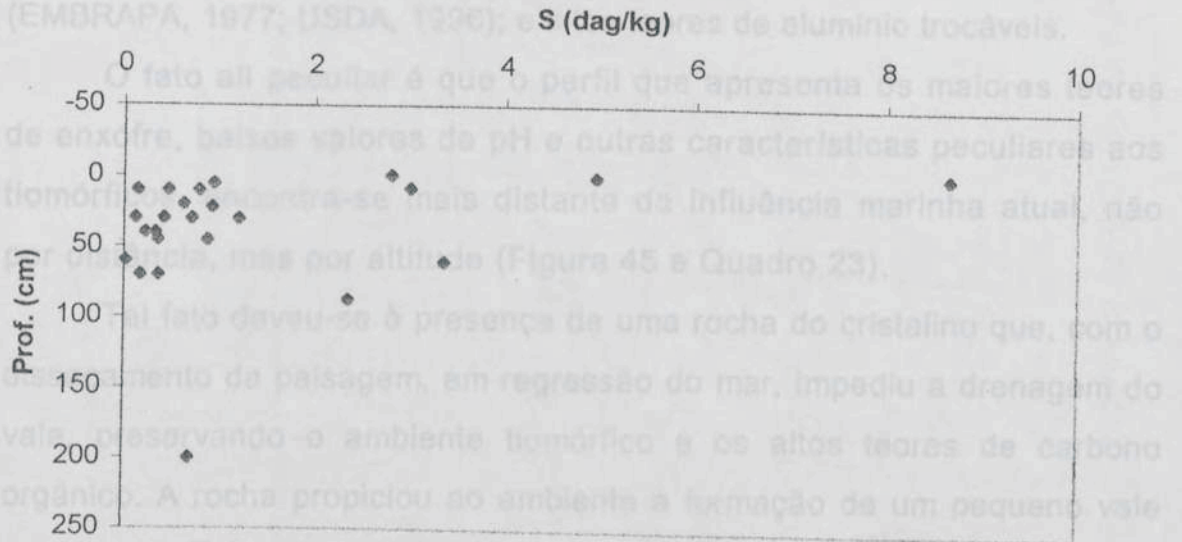 (EMBRAPA, 1977; USDA, 1996); e de alumínio trocáveis.
S (dag/kg)
0 2 4 6 8 10
O fato ali peculiar é que o perfil que apresenta os maiores teores
-50
de enxofre, baixos valores de pH e outras características peculiares aos
0
tiomórficos, encontra-se mais distante da influência marinha atual, não
50
por distância, mas por altitude (Figura 45 e Quadro 23).
Prof. (cm)
100
Tal fato deveu-se à presença de uma rocha do cristalino que, com o
150
da paisagem, em regressão do mar, impediu a drenagem do
200
vale, preservando o ambiente tiomórfico e os altos teores de carbono
orgânico. A rocha propiciou ao ambiente a formação de um pequeno vale
250